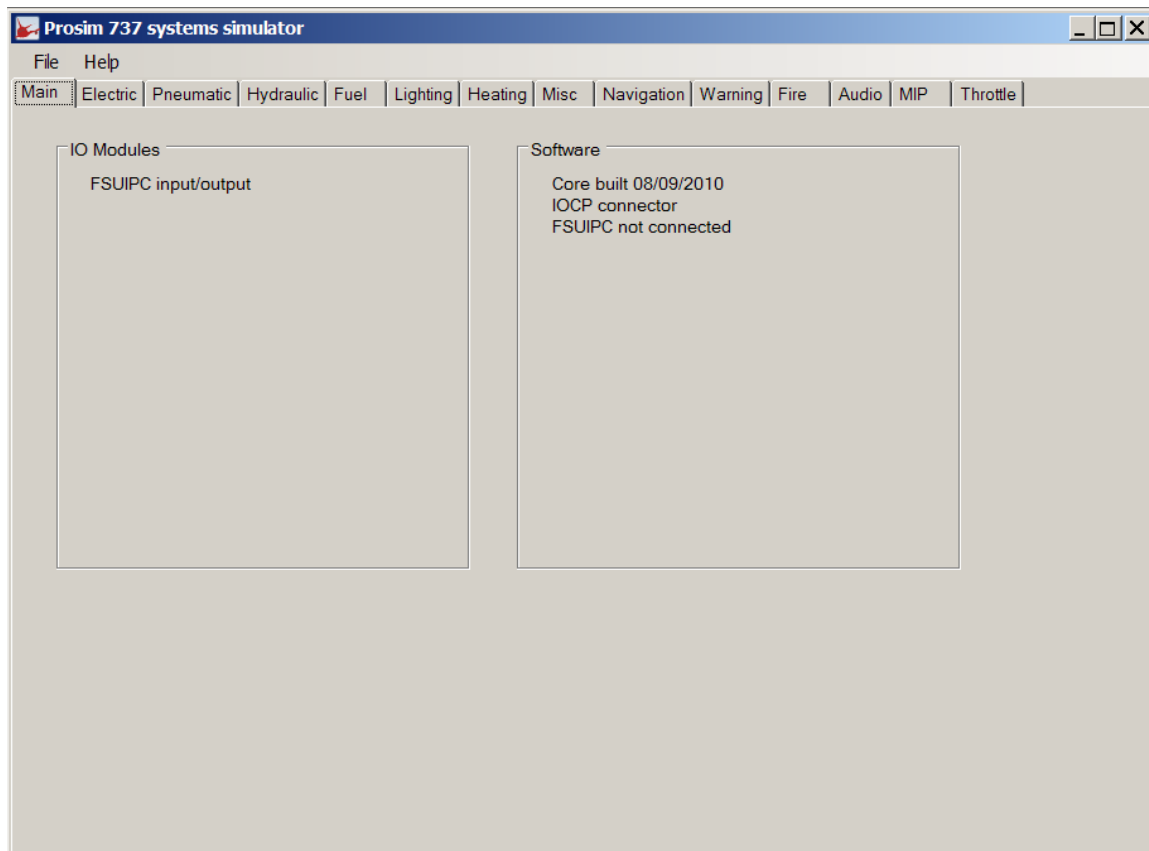 Prosim 737 systems simulator
File Help
Main Electric Pneumatic Hydraulic Fuel Lighting Heating Misc Navigation Warning Fire Audio MIP Throttle
IO Modules
FSUIPC input/output
Software
Core built 08/09/2010
IOCP connector
FSUIPC not connected